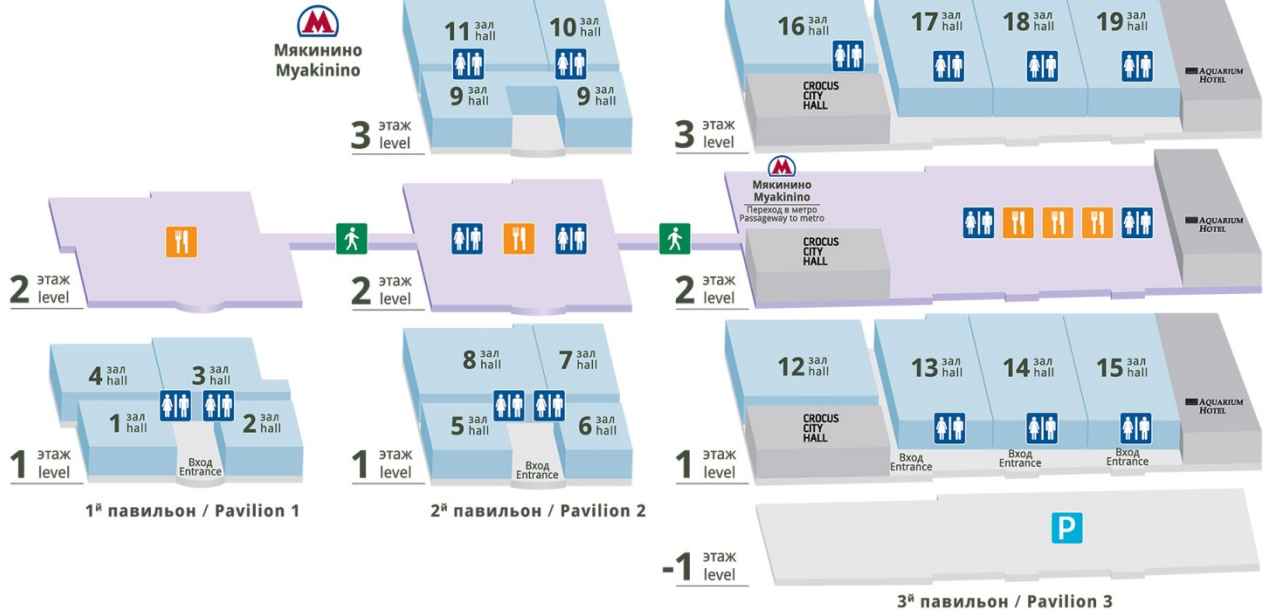 М
Мякинино
Myakinino
11 зал
hall
10 зал
hall
9 зал
hall
9 зал
hall
3 этаж
level
16 зал
hall
17 зал
hall
18 зал
hall
19 зал
hall
CROCUS
CITY
HALL
AQUARIUM
HOTEL
3 этаж
level
2 этаж
level
2 этаж
level
М
Мякинино
Myakinino
Переход в метро
Passageway to metro
CROCUS
CITY
HALL
AQUARIUM
HOTEL
2 этаж
level
4 зал
hall
3 зал
hall
1 зал
hall
2 зал
hall
Вход
Entrance
1 этаж
level
1й павильон / Pavilion 1
8 зал
hall
7 зал
hall
5 зал
hall
6 зал
hall
Вход
Entrance
1 этаж
level
2й павильон / Pavilion 2
12 зал
hall
13 зал
hall
14 зал
hall
15 зал
hall
CROCUS
CITY
HALL
AQUARIUM
HOTEL
Вход
Entrance
Вход
Entrance
Вход
Entrance
1 этаж
level
P
-1 этаж
level
3й павильон / Pavilion 3